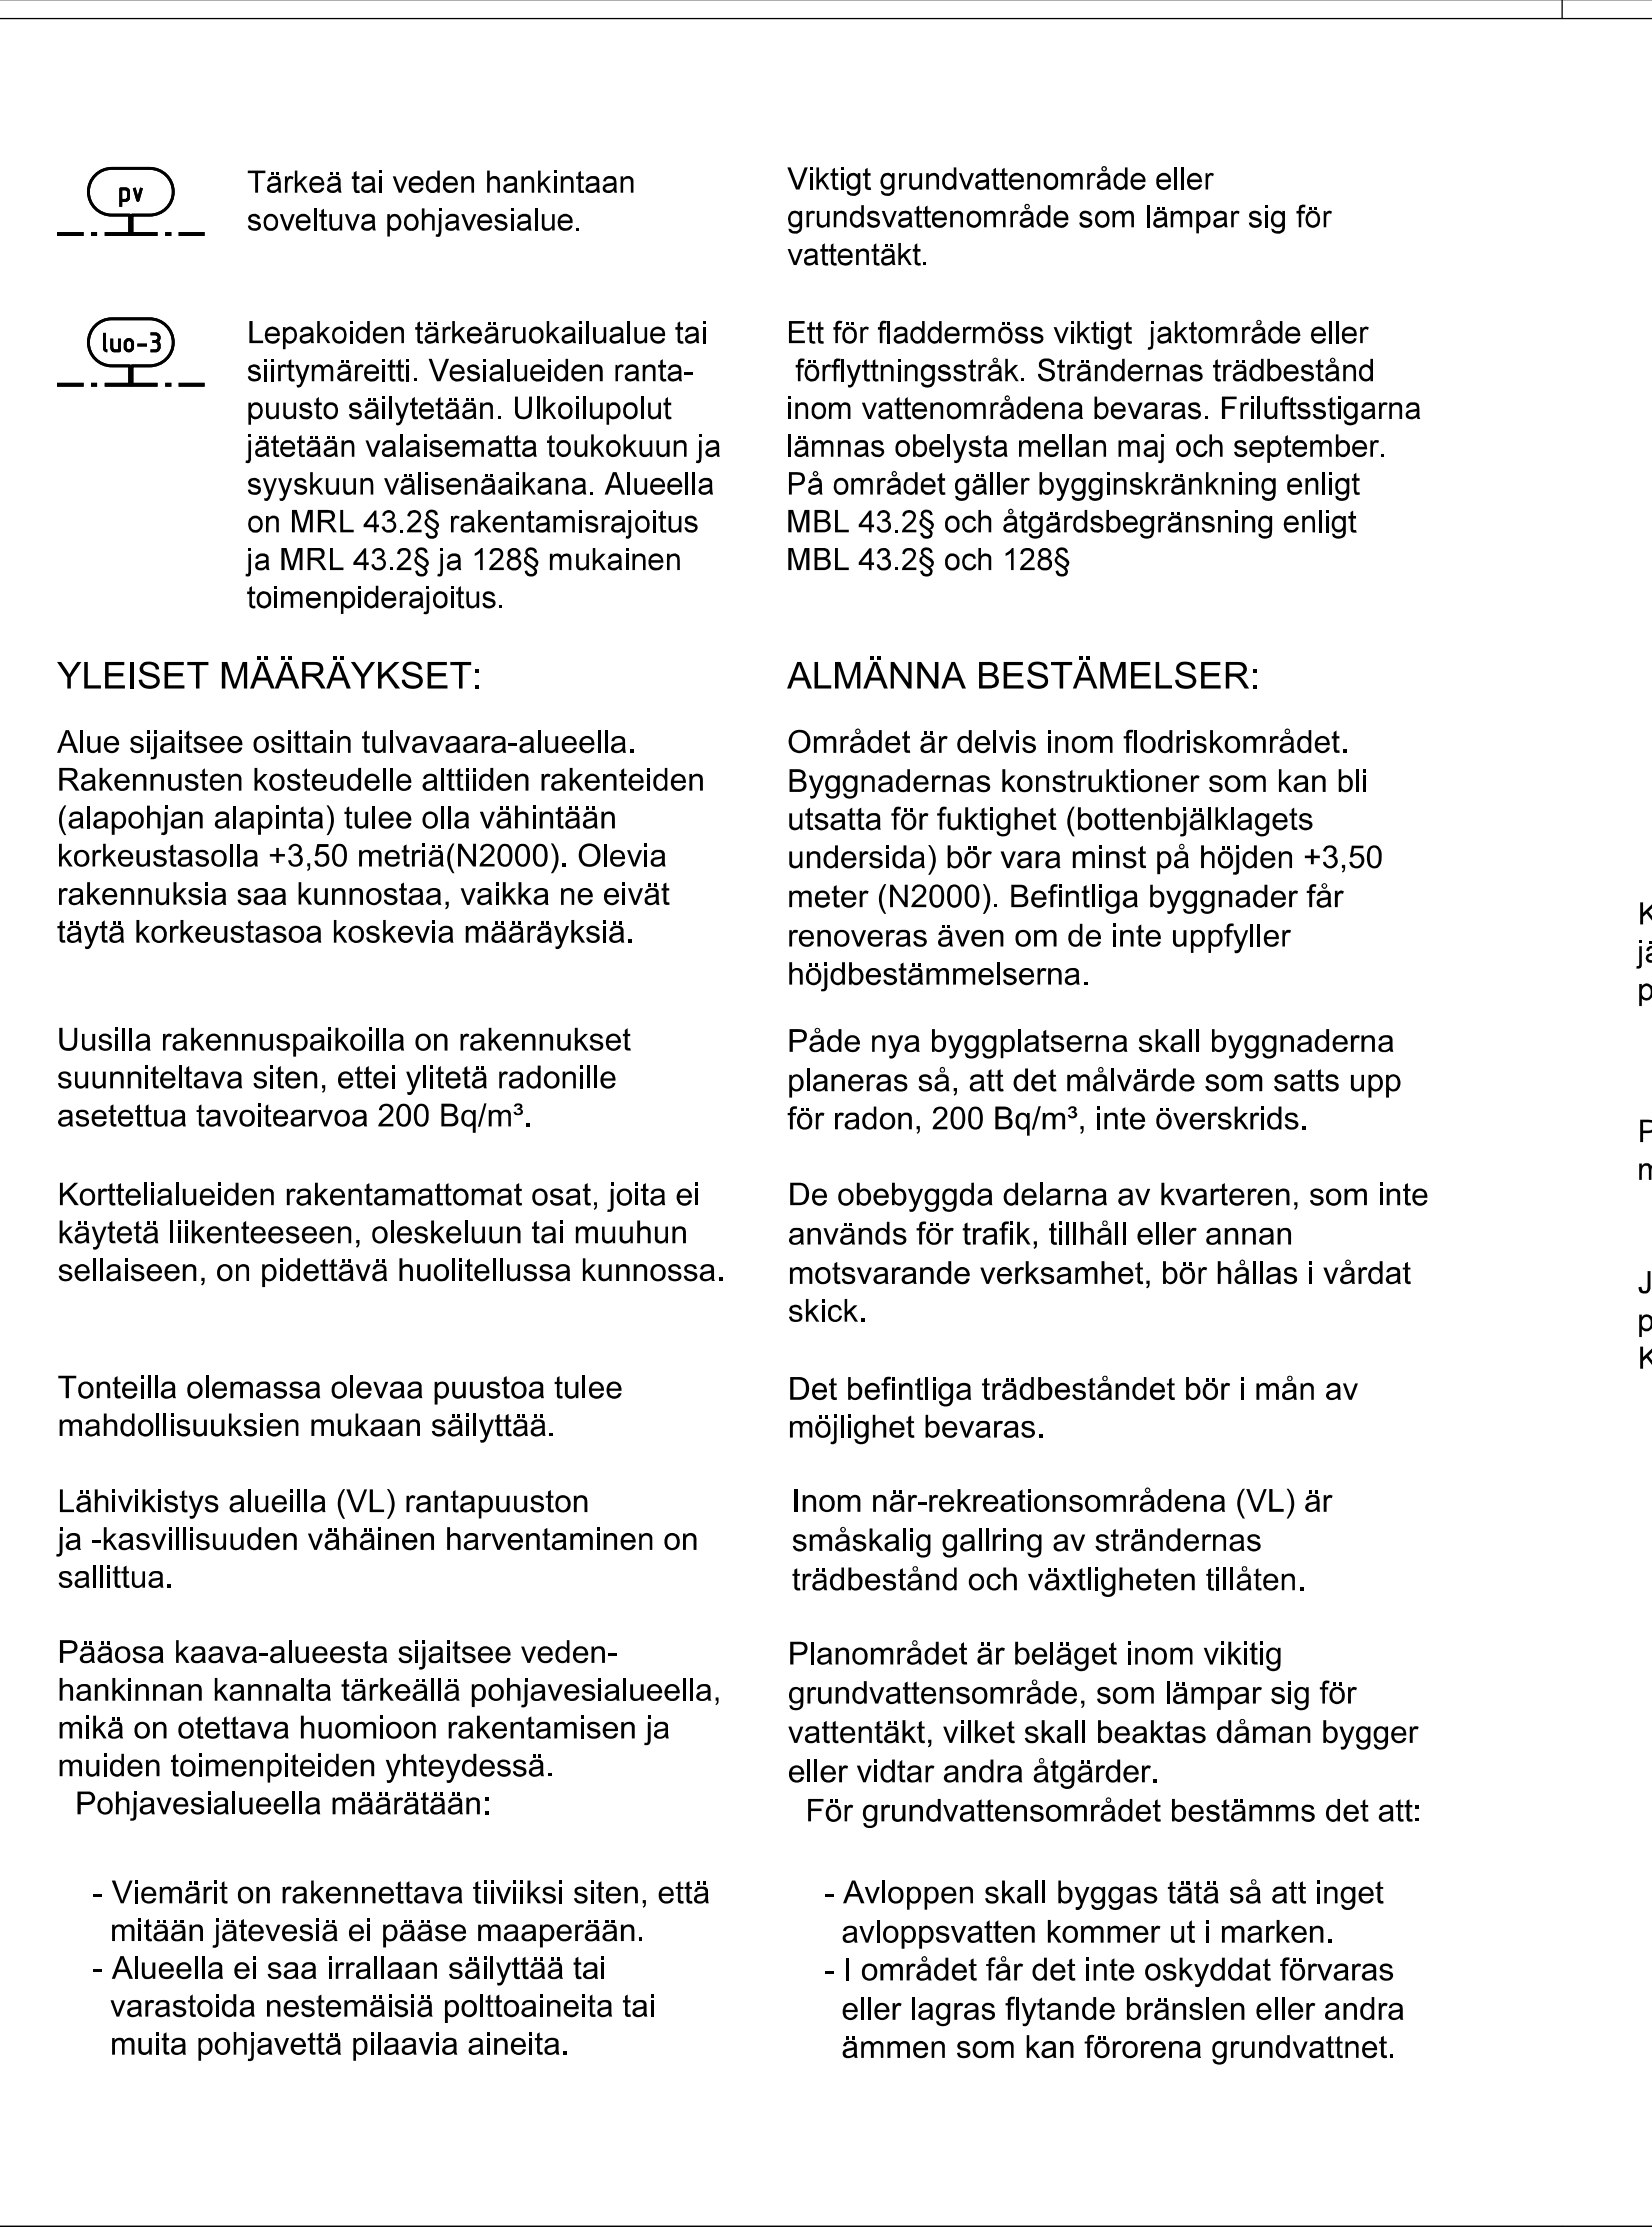 pv
Tärkeä tai veden hankintaan
soveltuva pohjavesialue.
Viktigt grundvattenområde eller
grundsvattenområde som lämpar sig för
vattentäkt.
luo-3
Lepakoiden tärkeäruokailualue tai
siirtymäreitti. Vesialueiden ranta-
puusto säilytetään. Ulkoilupolut
jätetään valaisematta toukokuun ja
syyskuun välisenäaikana. Alueella
on MRL 43.2§ rakentamisrajoitus
ja MRL 43.2§ ja 128§ mukainen
toimenpiderajoitus.
Ett för fladdermöss viktigt jaktområde eller
förflyttningsstråk. Strändernas trädbestånd
inom vattenområdena bevaras. Friluftsstigarna
lämnas obelysta mellan maj och september.
På området gäller bygginskränkning enligt
MBL 43.2§ och åtgärdsbegränsning enligt
MBL 43.2§ och 128§
YLEISET MÄÄRÄYKSET:
Alue sijaitsee osittain tulvavaara-alueella.
Rakennusten kosteudelle alttiiden rakenteiden
(alapohjan alapinta) tulee olla vähintään
korkeustasolla +3,50 metriä(N2000). Olevia
rakennuksia saa kunnostaa, vaikka ne eivät
täytä korkeustasoa koskevia määräyksiä.
Uusilla rakennuspaikoilla on rakennukset
suunniteltava siten, ettei ylitetä radonille
asetettua tavoitearvoa 200 Bq/m³.
Korttelialueiden rakentamattomat osat, joita ei
käytetä liikenteeseen, oleskeluun tai muuhun
sellaiseen, on pidettävä huolitellussa kunnossa.
Tonteilla olemassa olevaa puustoa tulee
mahdollisuuksien mukaan säilyttää.
Lähivikistys alueilla (VL) rantapuuston
ja -kasvillisuuden vähäinen harventaminen on
sallittua.
Pääosa kaava-alueesta sijaitsee veden-
hankinnan kannalta tärkeällä pohjavesialueella,
mikä on otettava huomioon rakentamisen ja
muiden toimenpiteiden yhteydessä.
Pohjavesialueella määrätään:
- Viemärit on rakennettava tiiviiksi siten, että
mitään jätevesiä ei pääse maaperään.
- Alueella ei saa irrallaan säilyttää tai
varastoida nestemäisiä polttoaineita tai
muita pohjavettä pilaavia aineita.
ALMÄNNA BESTÄMELSER:
Området är delvis inom flodriskområdet.
Byggnadernas konstruktioner som kan bli
utsatta för fuktighet (bottenbjälklagets
undersida) bör vara minst på höjden +3,50
meter (N2000). Befintliga byggnader får
renoveras även om de inte uppfyller
höjdbestämmelserna.
Påde nya byggplatserna skall byggnaderna
planeras så, att det målvärde som satts upp
för radon, 200 Bq/m³, inte överskrids.
De obebyggda delarna av kvarteren, som inte
används för trafik, tillhåll eller annan
motsvarande verksamhet, bör hållas i vårdat
skick.
Det befintliga trädbeståndet bör i mån av
möjlighet bevaras.
Inom när-rekreationsområdena (VL) är
småskalig gallring av strändernas
trädbestånd och växtligheten tillåten.
Planområdet är beläget inom vikitig
grundvattensområde, som lämpar sig för
vattentäkt, vilket skall beaktas dåman bygger
eller vidtar andra åtgärder.
För grundvattensområdet bestämms det att:
- Avloppen skall byggas tätä så att inget
avloppsvatten kommer ut i marken.
- I området får det inte oskyddat förvaras
eller lagras flytande bränslen eller andra
ämmen som kan förorena grundvattnet.